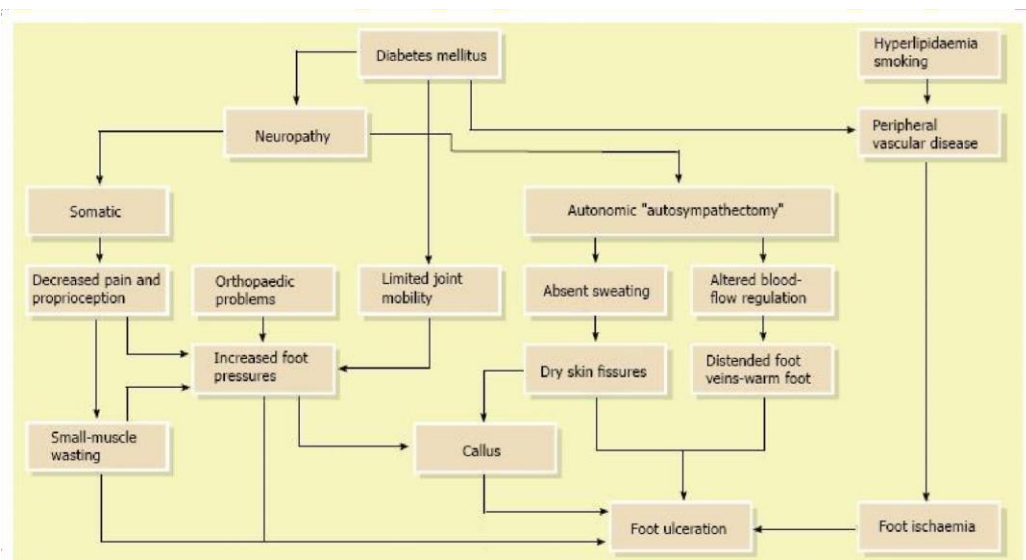 Diabetes mellitus
Hyperlipidaemia
smoking
Neuropathy
Peripheral
vascular disease
Somatic
Autonomic "autosympathectomy"
Decreased pain and
proprioception
Orthopaedic
problems
Limited joint
mobility
Absent sweating
Altered blood-
flow regulation
Increased foot
pressures
Dry skin fissures
Distended foot
veins-warm foot
Small-muscle
wasting
Callus
Foot ulceration
Foot ischaemia